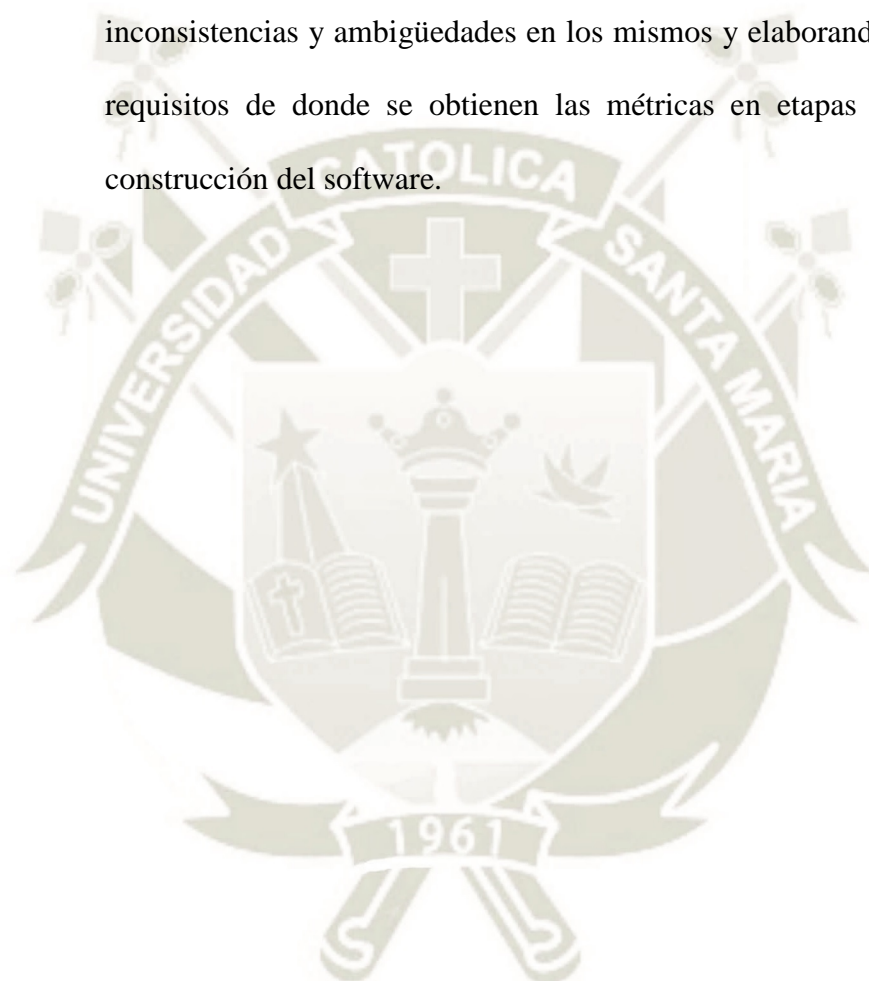 inconsistencias y ambigüedades en los mismos y elaborand
requisitos de donde se obtienen las métricas en etapas
construcción del software.
UNIVERSIDAD CATOLICA SANTA MARIA
1961